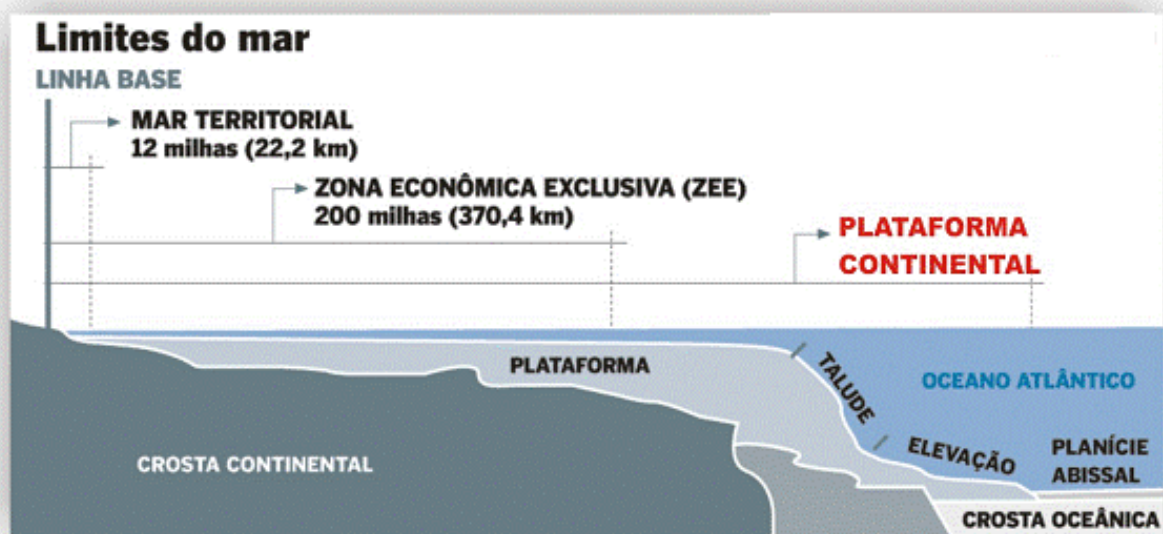 Limites do mar
LINHA BASE
MAR TERRITORIAL
12 milhas (22,2 km)
ZONA ECONÔMICA EXCLUSIVA (ZEE)
200 milhas (370,4 km)
PLATAFORMA
CONTINENTAL
PLATAFORMA
TALUDE
OCEANO ATLÂNTICO
ELEVAÇÃO
PLANÍCIE
ABISSAL
CROSTA CONTINENTAL
CROSTA OCEÂNICA